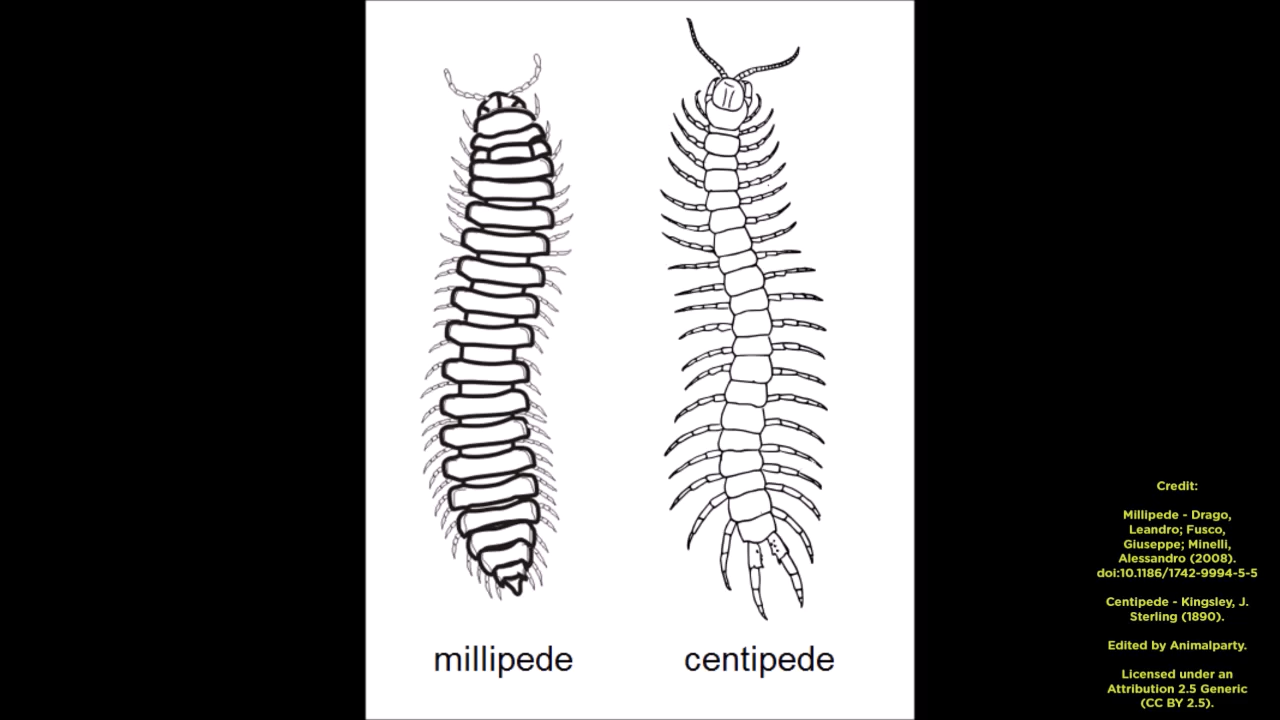 millipede
centipede
Credit:
Millipede - Drago,
Leandro; Fusco,
Giuseppe; Minelli,
Alessandro (2008).
doi:10.1186/1742-9994-5-5
Centipede - Kingsley, J.
Sterling (1890).
Edited by Animalparty.
Licensed under an
Attribution 2.5 Generic
(CC BY 2.5).